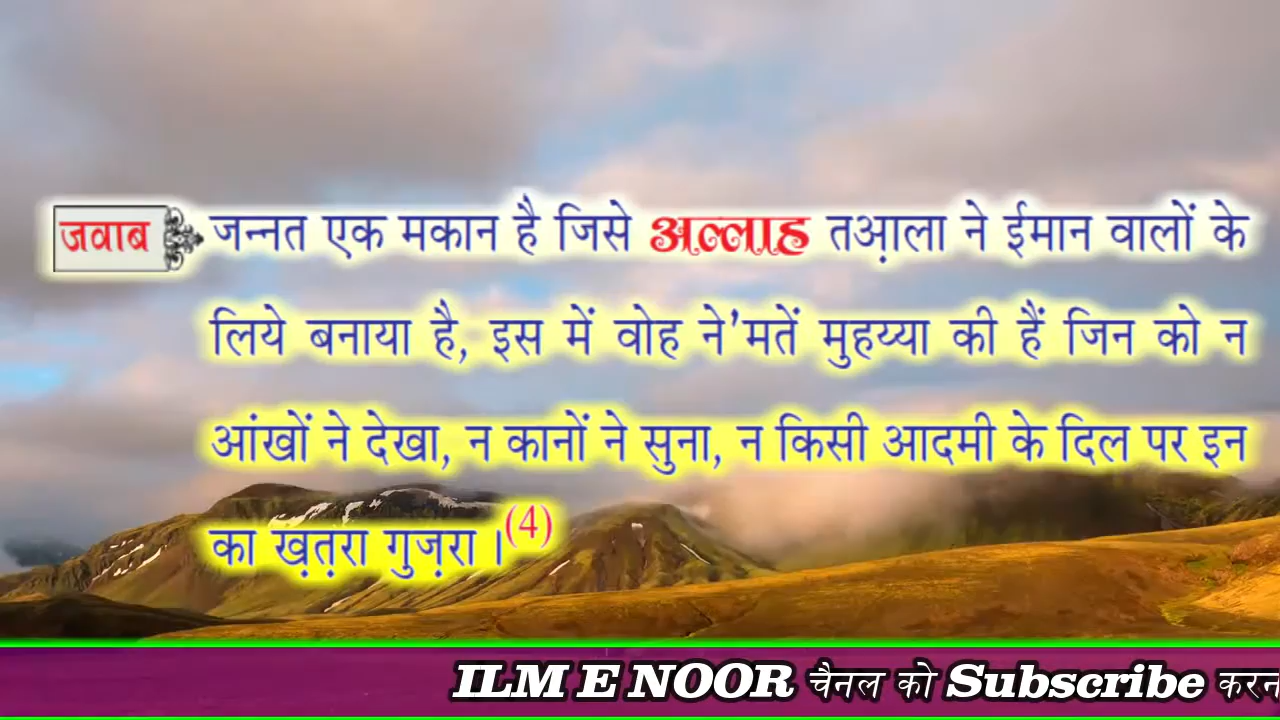 जवाब जन्नत एक मकान है जिसे अल्लाह तआ़ला ने ईमान वालों के
लिये बनाया है, इस में वोह ने'मतें मुहय्या की हैं जिन को न
आंखों ने देखा, न कानों ने सुना, न किसी आदमी के दिल पर इन
का ख़त़रा गुज़रा।(4)
ILM E NOOR चैनल को Subscribe करन